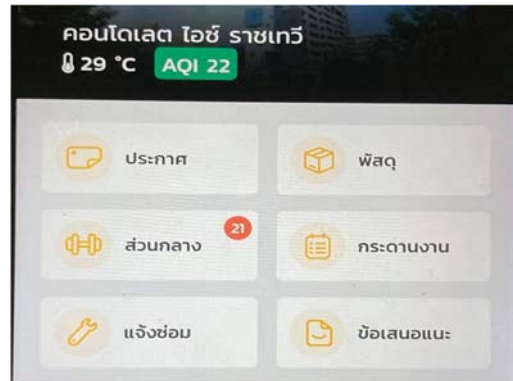 คอนโดเลต ไอซ์ ราชเทวี
29 °C AQI 22
ประกาศ
พัสดุ
ส่วนกลาง 21
กระดานงาน
แจ้งซ่อม
ข้อเสนอแนะ